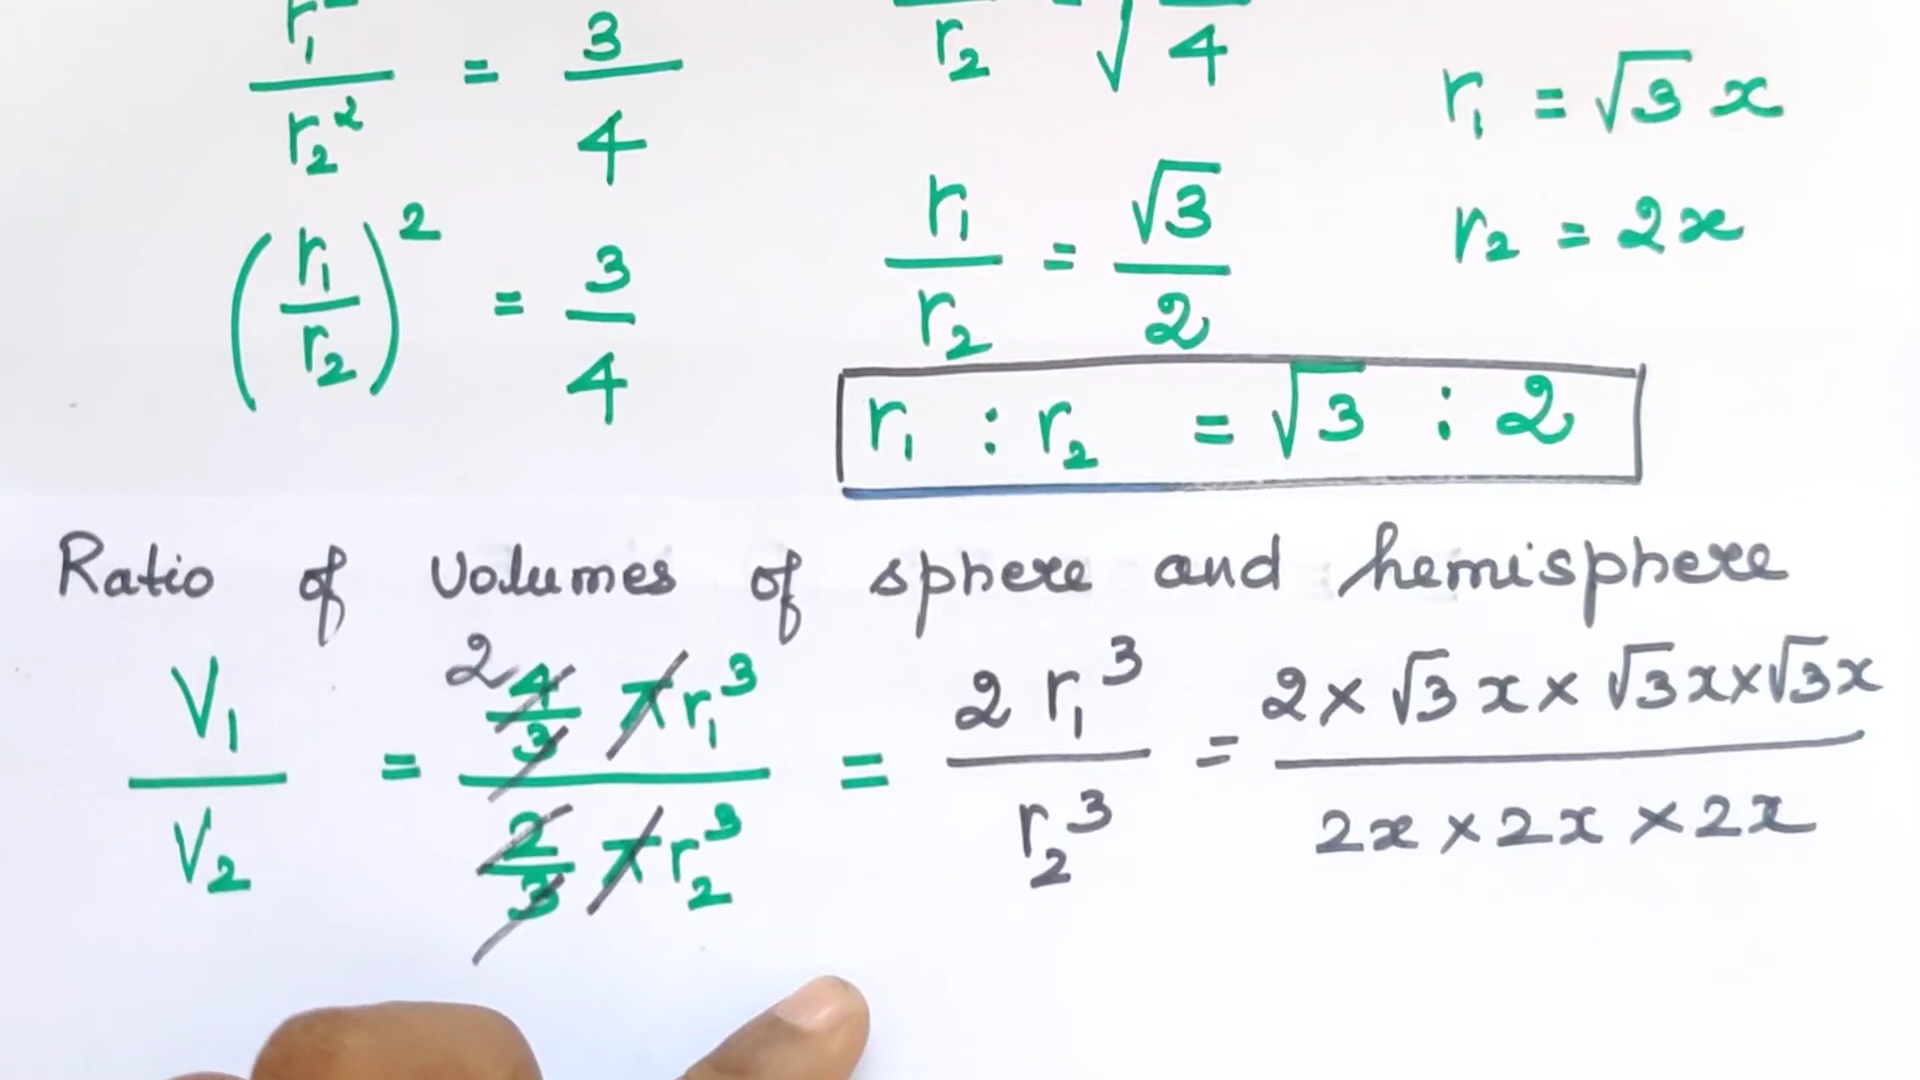 r₁²/r₂² = 3/4
(r₁/r₂)² = 3/4
r₂ = √ 4
r₁/r₂ = √3/2
r₁ = √3 x
r₂ = 2x
r₁ : r₂ = √3 : 2
Ratio of volumes of sphere and hemisphere
V₁/V₂ = 2 4/3 π r₁³ / 2/3 π r₂³ = 2 r₁³ / r₂³ = 2 × √3 x × √3 x × √3 x / 2x × 2x × 2x